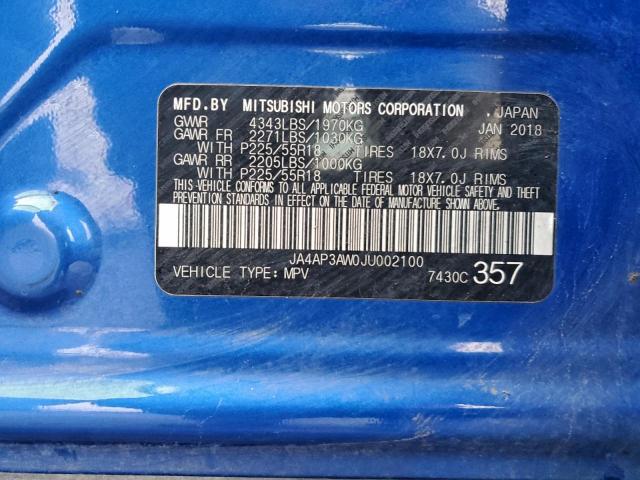 MFD.BY MITSUBISHI MOTORS CORPORATION , JAPAN
GVWR 4343LBS/1970KG JAN 2018
GAWR FR 2271LBS/1030KG
WITH P225/55R18 TIRES 18X7.0J RIMS
GAWR RR 2205LBS/1000KG
WITH P225/55R18 TIRES 18X7.0J RIMS
THIS VEHICLE CONFORMS TO ALL APPLICABLE FEDERAL MOTOR VEHICLE SAFETY AND THEFT
PREVENTION STANDARDS IN EFFECT ON THE DATE OF MANUFACTURE SHOWN ABOVE.
JA4AP3AW0JU002100
VEHICLE TYPE: MPV 7430C 357